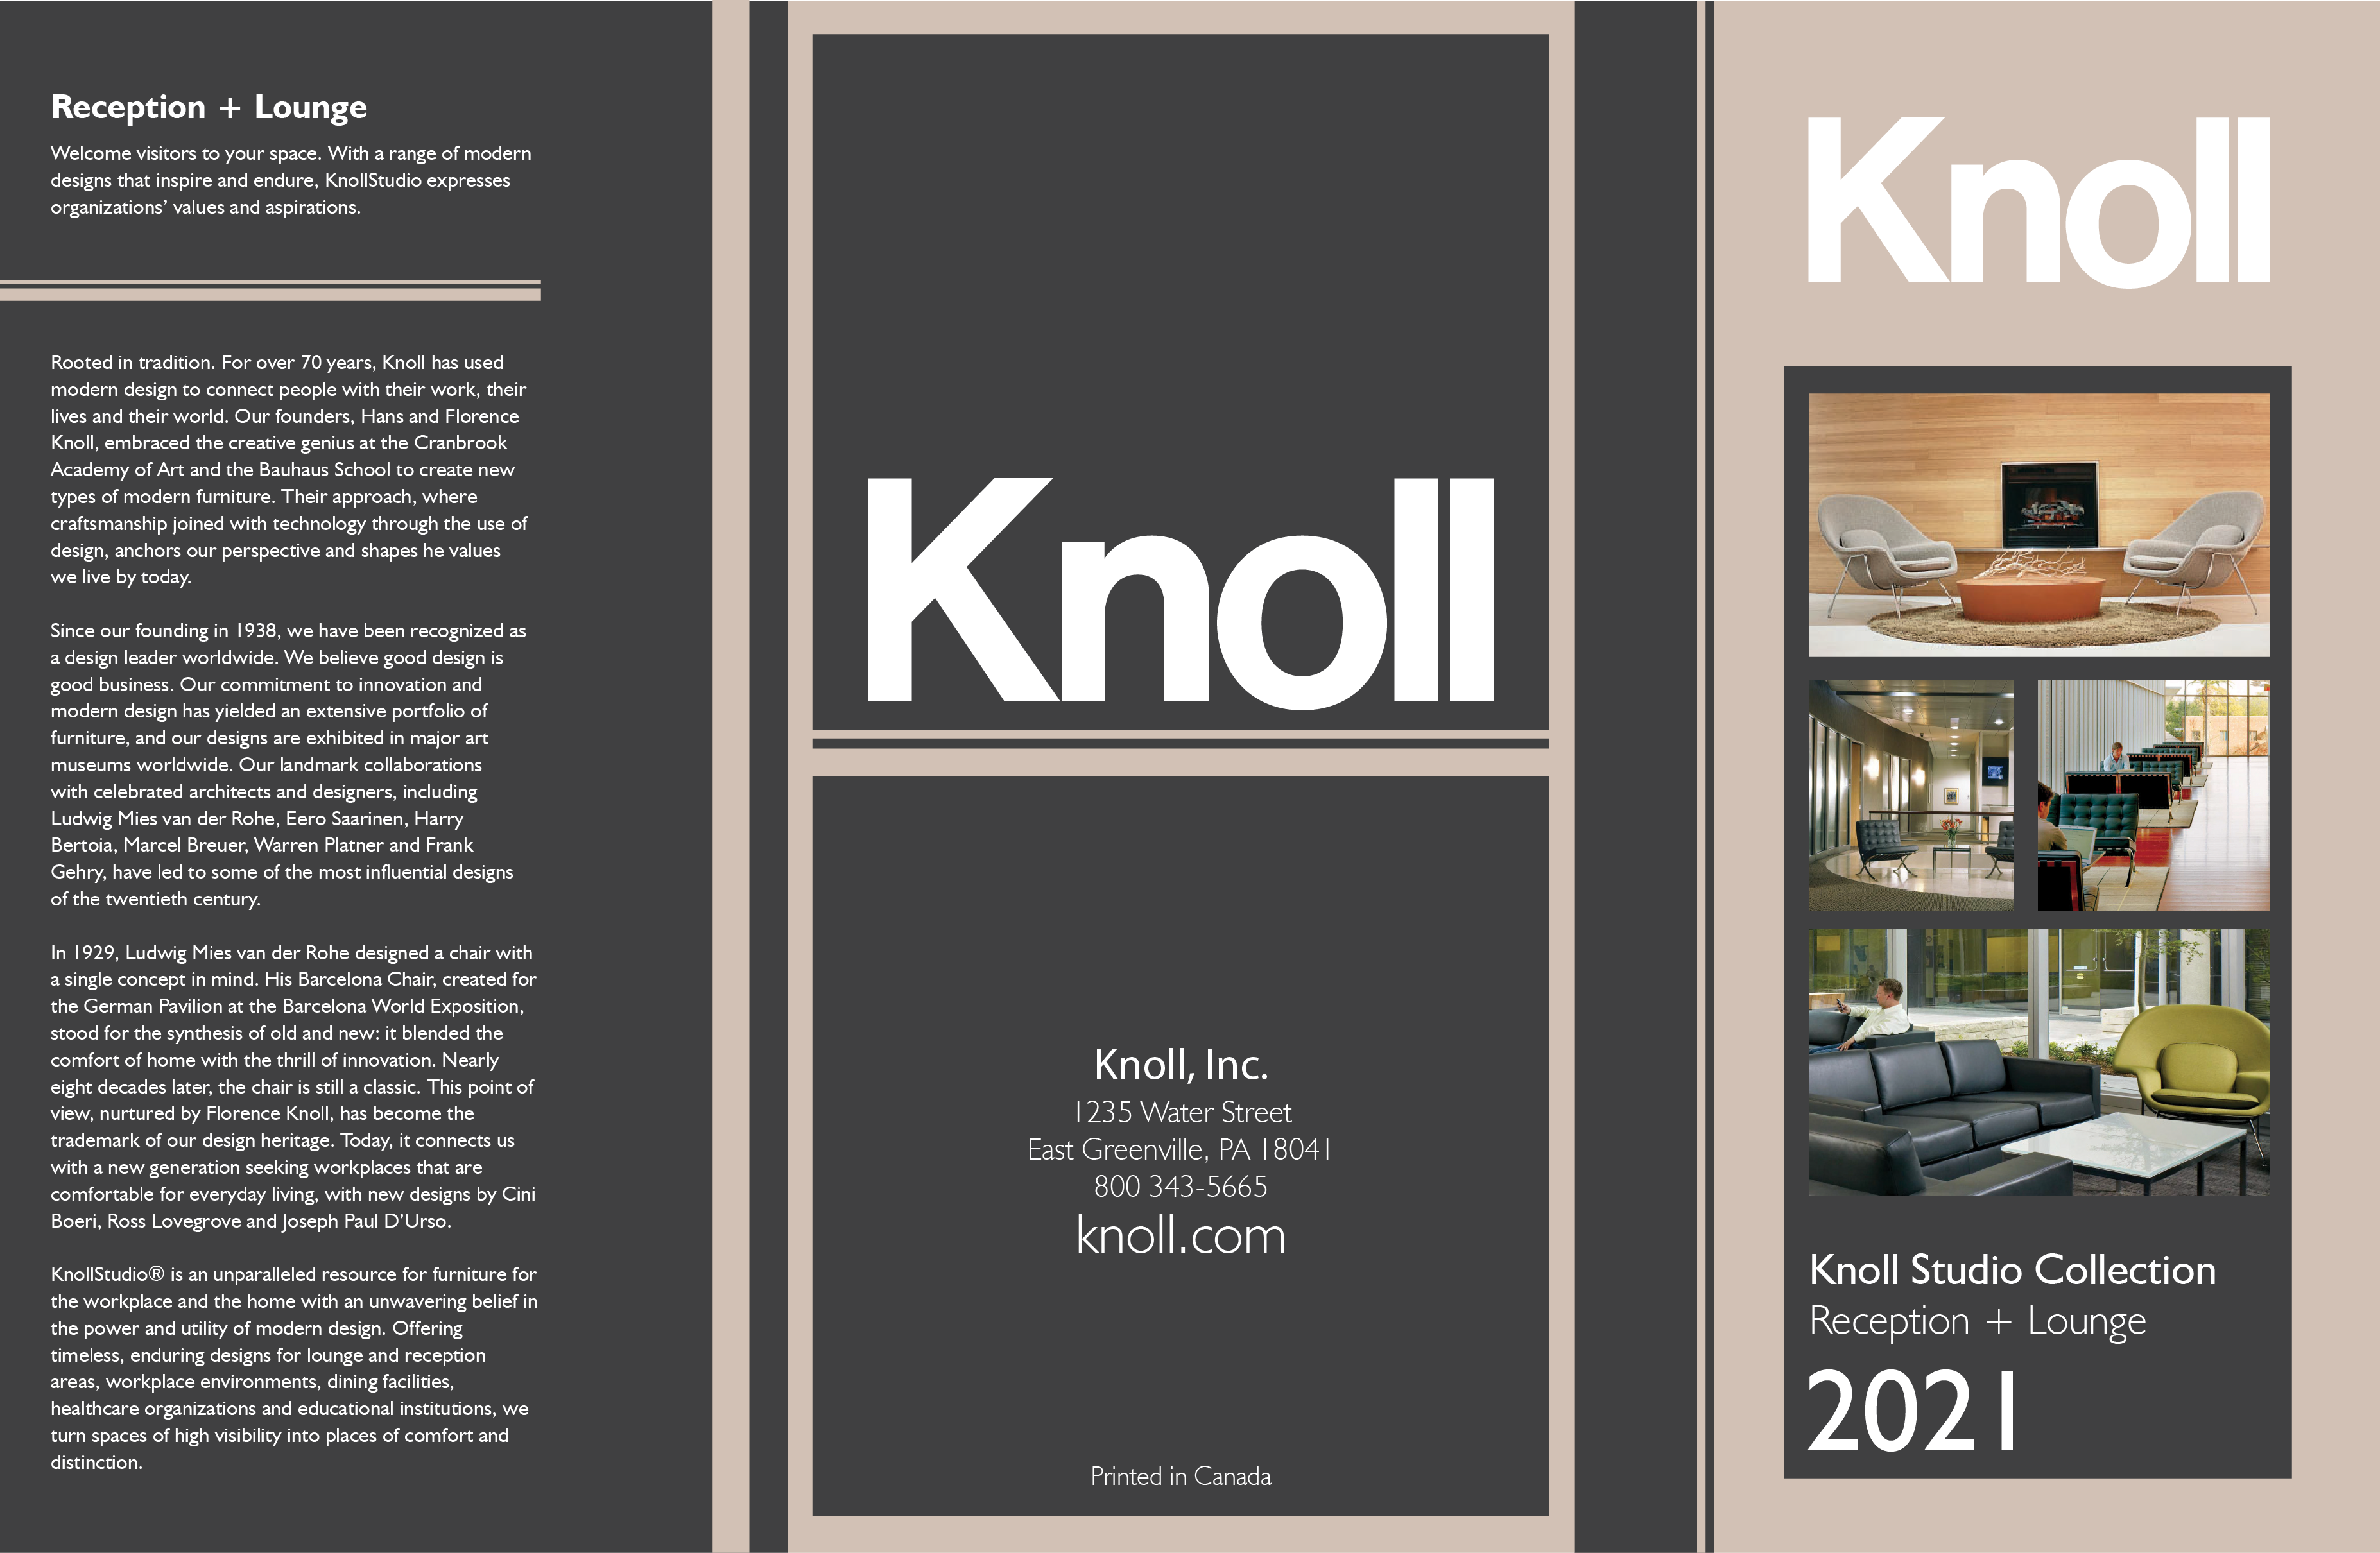 Reception + Lounge
Welcome visitors to your space. With a range of modern
designs that inspire and endure, KnollStudio expresses
organizations’ values and aspirations.
Rooted in tradition. For over 70 years, Knoll has used
modern design to connect people with their work, their
lives and their world. Our founders, Hans and Florence
Knoll, embraced the creative genius at the Cranbrook
Academy of Art and the Bauhaus School to create new
types of modern furniture. Their approach, where
craftsmanship joined with technology through the use of
design, anchors our perspective and shapes he values
we live by today.
Since our founding in 1938, we have been recognized as
a design leader worldwide. We believe good design is
good business. Our commitment to innovation and
modern design has yielded an extensive portfolio of
furniture, and our designs are exhibited in major art
museums worldwide. Our landmark collaborations
with celebrated architects and designers, including
Ludwig Mies van der Rohe, Eero Saarinen, Harry
Bertoia, Marcel Breuer, Warren Platner and Frank
Gehry, have led to some of the most influential designs
of the twentieth century.
In 1929, Ludwig Mies van der Rohe designed a chair with
a single concept in mind. His Barcelona Chair, created for
the German Pavilion at the Barcelona World Exposition,
stood for the synthesis of old and new: it blended the
comfort of home with the thrill of innovation. Nearly
eight decades later, the chair is still a classic. This point of
view, nurtured by Florence Knoll, has become the
trademark of our design heritage. Today, it connects us
with a new generation seeking workplaces that are
comfortable for everyday living, with new designs by Cini
Boeri, Ross Lovegrove and Joseph Paul D’Urso.
KnollStudio® is an unparalleled resource for furniture for
the workplace and the home with an unwavering belief in
the power and utility of modern design. Offering
timeless, enduring designs for lounge and reception
areas, workplace environments, dining facilities,
healthcare organizations and educational institutions, we
turn spaces of high visibility into places of comfort and
distinction.
Knoll
Knoll, Inc.
1235 Water Street
East Greenville, PA 18041
800 343-5665
knoll.com
Printed in Canada
Knoll
Knoll Studio Collection
Reception + Lounge
2021